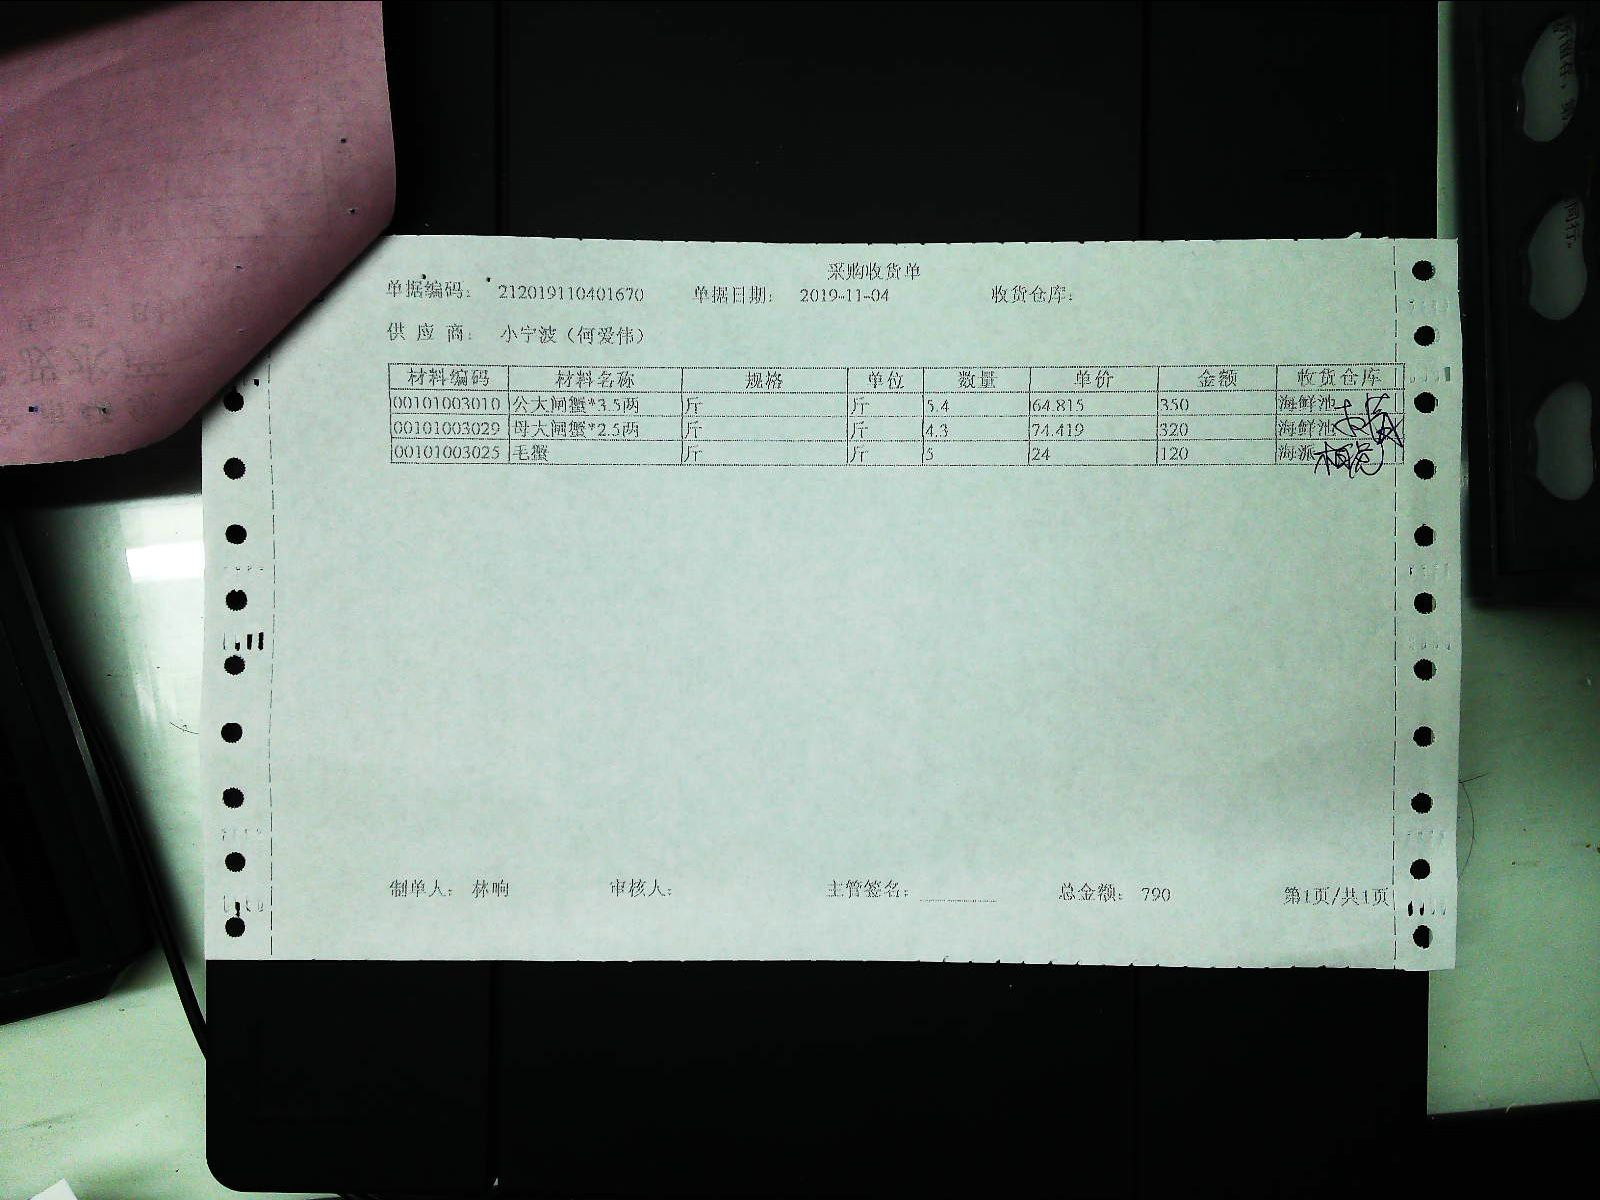 采购收货单
单据编码： 212019110401670 单据日期： 2019-11-04 收货仓库：
供 应 商： 小宁波（何爱伟）
材料编码 材料名称 规格 单位 数量 单价 金额 收货仓库
00101003010 公大闸蟹*3.5两 斤 斤 5.4 64.815 350 海鲜池
00101003029 母大闸蟹*2.5两 斤 斤 4.3 74.419 320 海鲜池
00101003025 毛蟹 斤 斤 5 24 120 海派
制单人： 林响 审核人： 主管签名： 总金额： 790 第1页/共1页